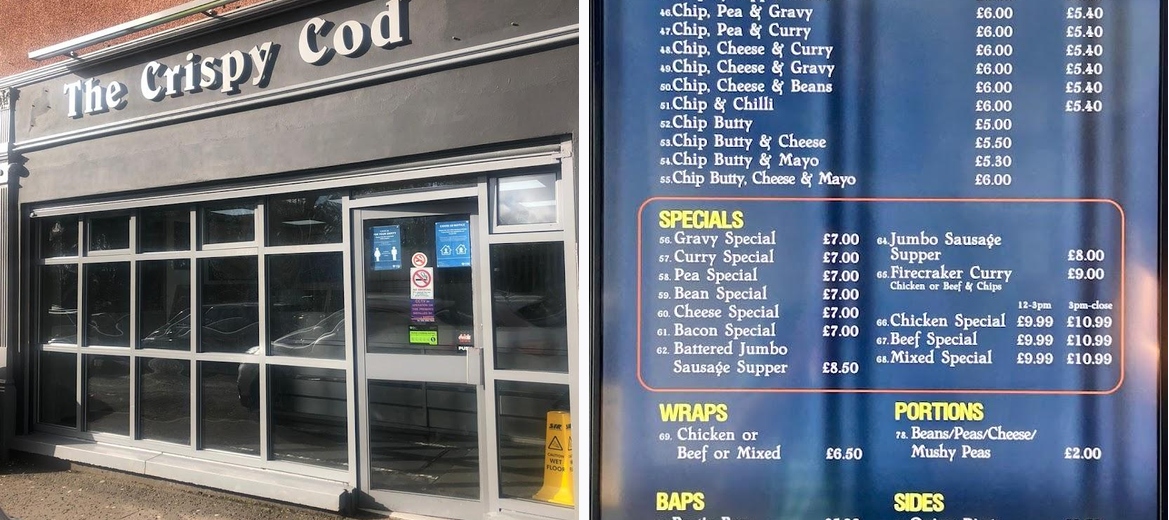 The Crispy Cod
CAUTION
WET
FLOOR
46. Chip, Pea & Gravy £6.00 £5.40
47. Chip, Pea & Curry £6.00 £5.40
48. Chip, Cheese & Curry £6.00 £5.40
49. Chip, Cheese & Gravy £6.00 £5.40
50. Chip, Cheese & Beans £6.00 £5.40
51. Chip & Chilli £6.00 £5.40
52. Chip Butty £5.00
53. Chip Butty & Cheese £5.50
54. Chip Butty & Mayo £5.30
55. Chip Butty, Cheese & Mayo £6.00
SPECIALS
56. Gravy Special £7.00
57. Curry Special £7.00
58. Pea Special £7.00
59. Bean Special £7.00
60. Cheese Special £7.00
61. Bacon Special £7.00
62. Battered Jumbo
Sausage Supper £8.50
64. Jumbo Sausage
Supper £8.00
65. Firecraker Curry £9.00
Chicken or Beef & Chips
12-3pm 3pm-close
66. Chicken Special £9.99 £10.99
67. Beef Special £9.99 £10.99
68. Mixed Special £9.99 £10.99
WRAPS
69. Chicken or
Beef or Mixed £6.50
PORTIONS
78. Beans/Peas/Cheese/
Mushy Peas £2.00
BAPS
SIDES